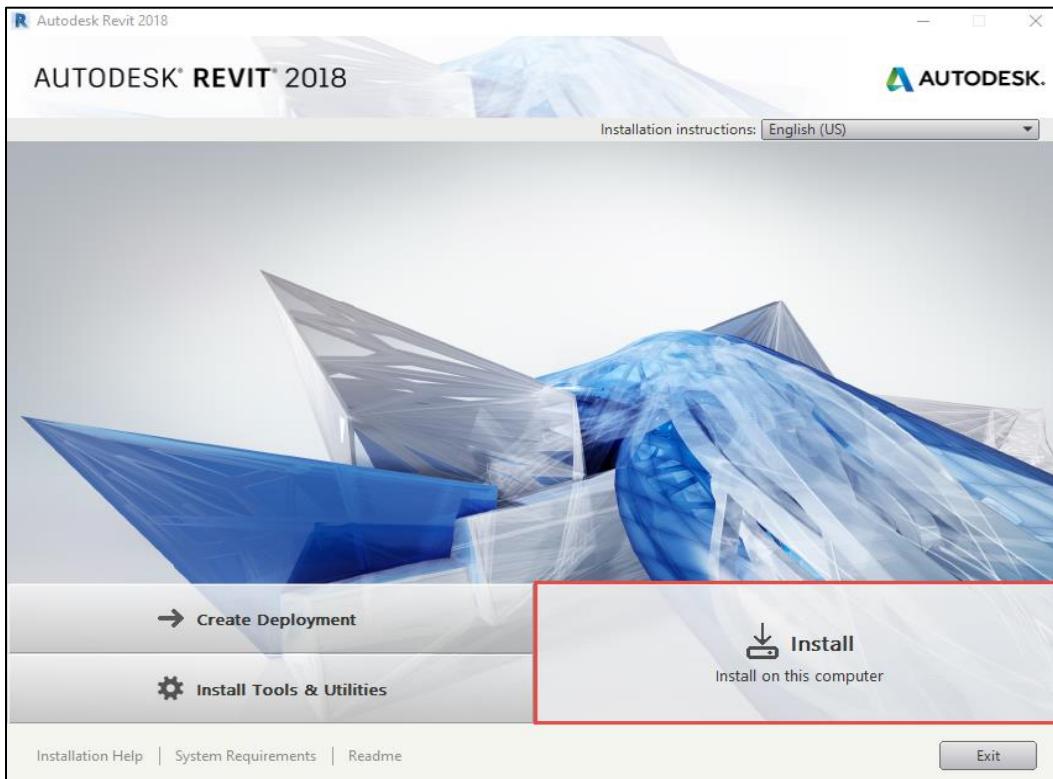 Autodesk Revit 2018
AUTODESK® REVIT® 2018
AUTODESK.
Installation instructions: English (US)
Create Deployment
Install Tools & Utilities
Install
Install on this computer
Installation Help | System Requirements | Readme
Exit